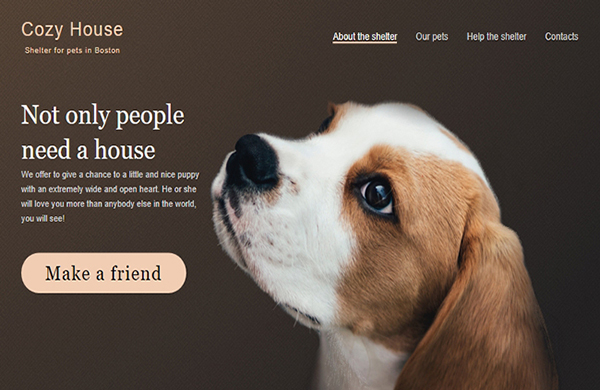 Cozy House
Shelter for pets in Boston
About the shelter
Our pets
Help the shelter
Contacts
Not only people
need a house
We offer to give a chance to a little and nice puppy
with an extremely wide and open heart. He or she
will love you more than anybody else in the world,
you will see!
Make a friend